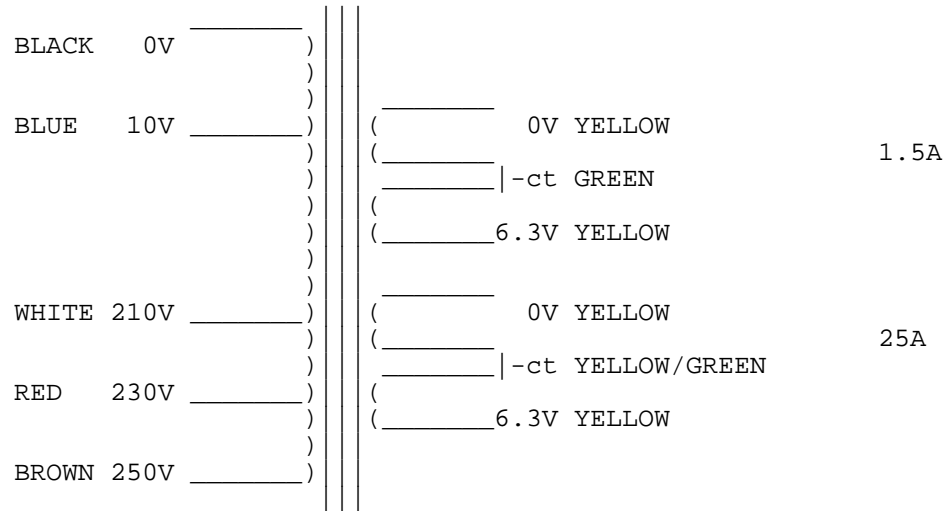 BLACK 0V
BLUE 10V 0V YELLOW
1.5A
-ct GREEN
6.3V YELLOW
WHITE 210V 0V YELLOW
25A
-ct YELLOW/GREEN
RED 230V
6.3V YELLOW
BROWN 250V